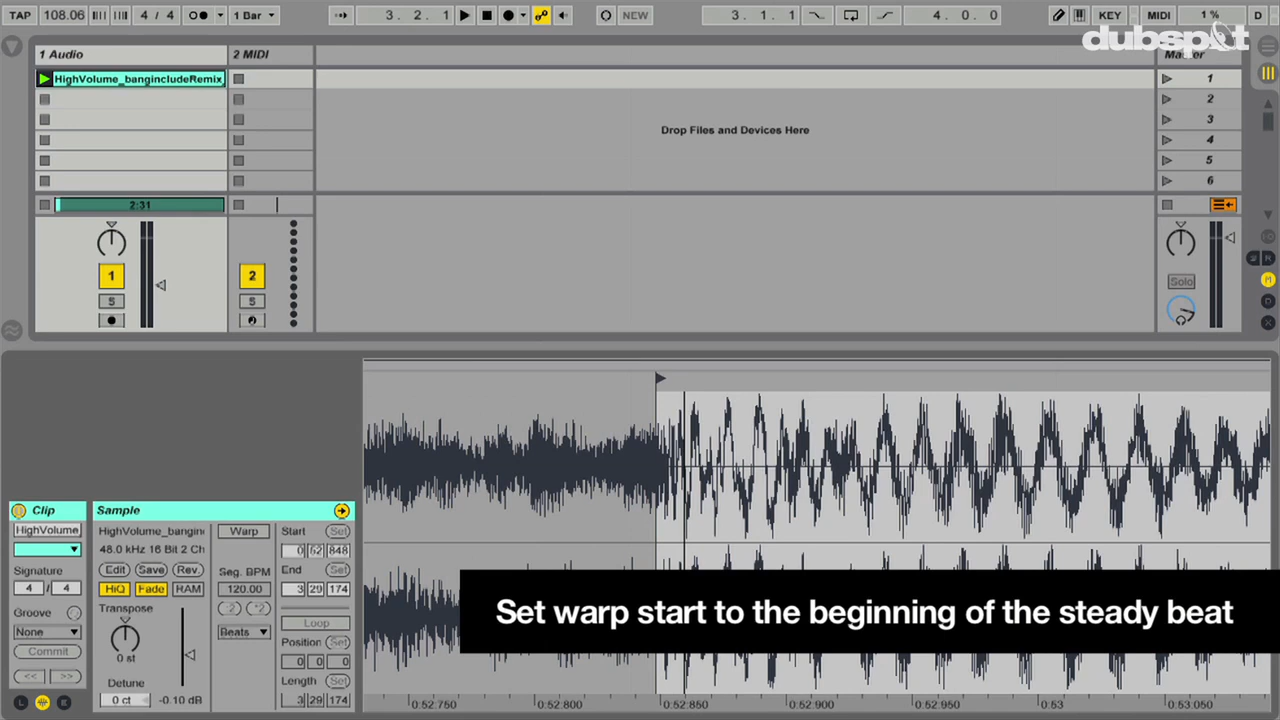 TAP 108.06 4 / 4 1 Bar 3. 2. 1 NEW 3. 1. 1 4. 0. 0 KEY MIDI 1 % D
dubspot
1 Audio 2 MIDI Master
HighVolume_bangincludeRemix 1
2
Drop Files and Devices Here
3
4
5
6
2:31
1 2
S S Solo
Clip Sample
HighVolume HighVolume_bangin Warp Start Set
48.0 kHz 16 Bit 2 Ch 0 52 848
Signature Edit Save Rev. Seg. BPM End Set
4 / 4 HiQ Fade RAM 120.00 3 29 174
Groove Transpose :2 *2 Loop
None 0 st Beats Position Set
Commit 0 0 0
<< >> Detune Length Set
0 ct -0.10 dB 3 29 174
Set warp start to the beginning of the steady beat
0:52.750 0:52.800 0:52.850 0:52.900 0:52.950 0:53 0:53.050